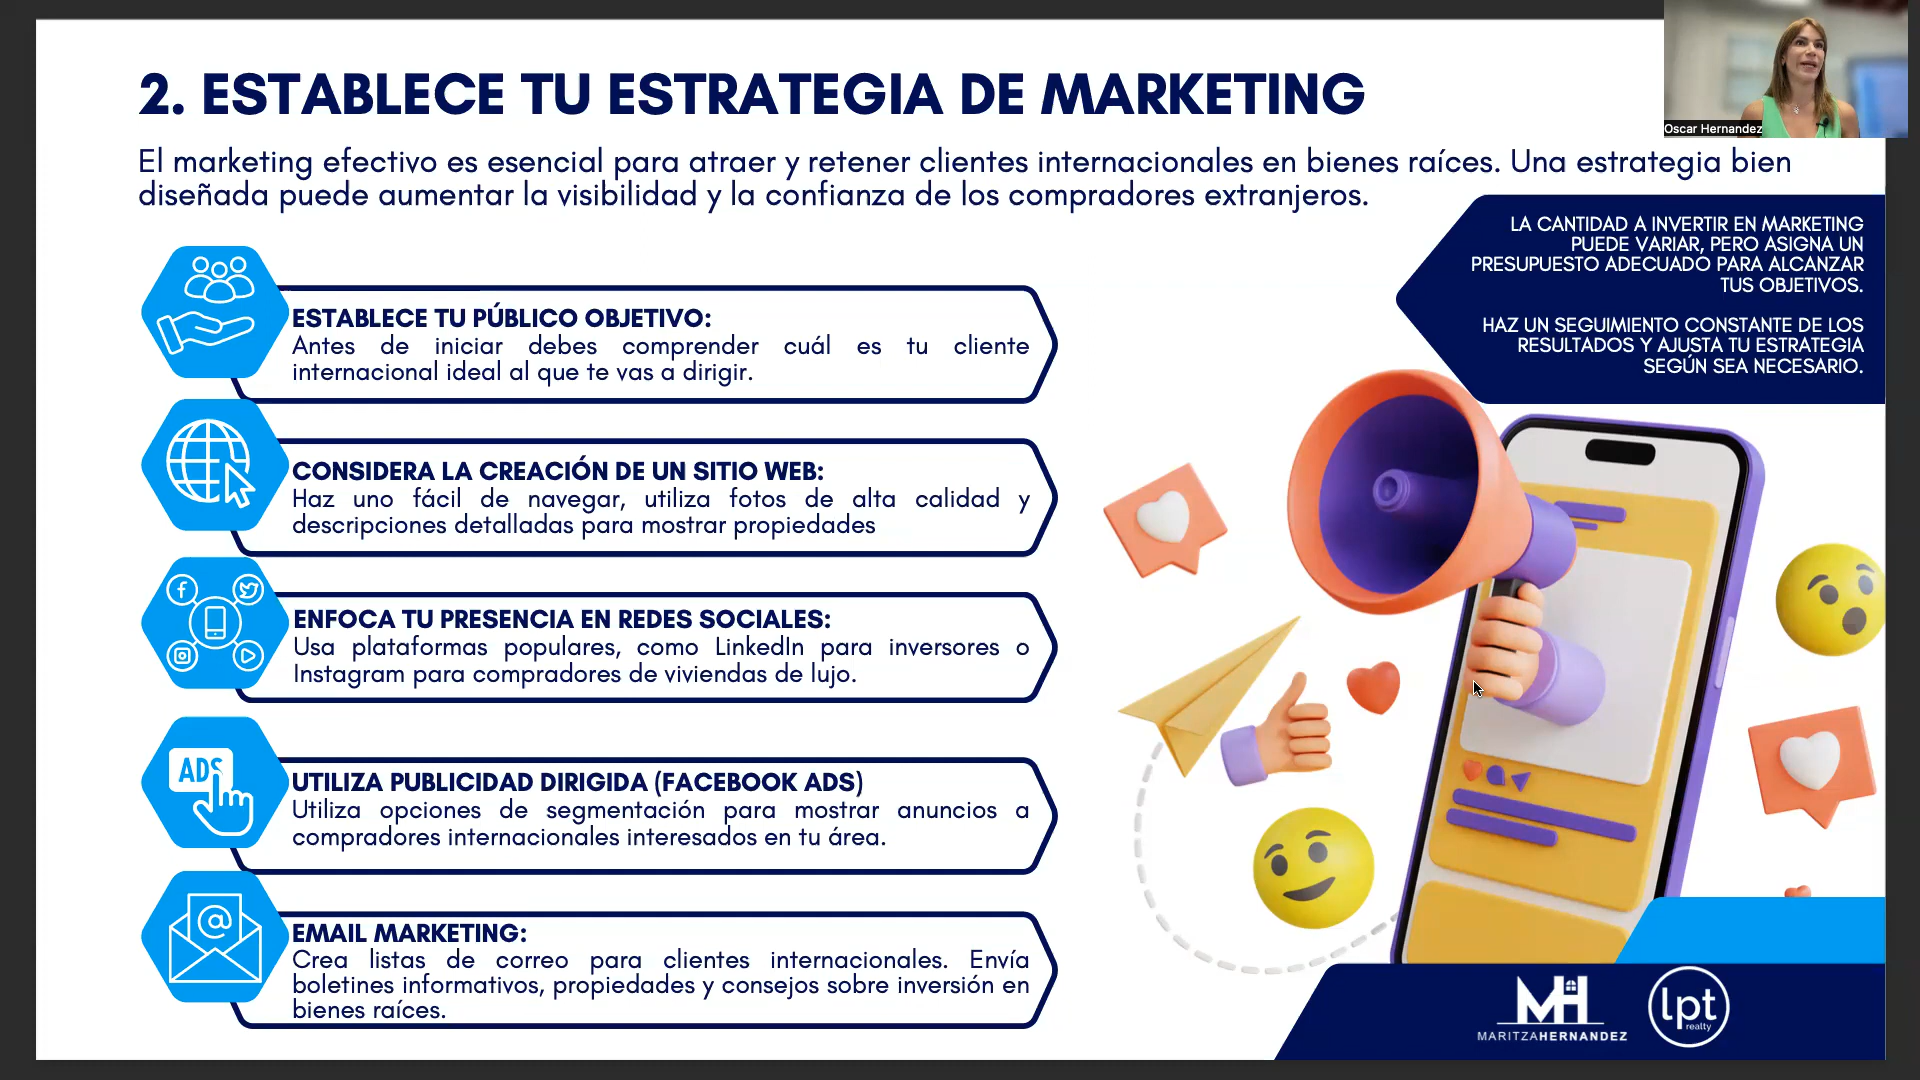 2. ESTABLECE TU ESTRATEGIA DE MARKETING
El marketing efectivo es esencial para atraer y retener clientes internacionales en bienes raíces. Una estrategia bien
diseñada puede aumentar la visibilidad y la confianza de los compradores extranjeros.
Oscar Hernandez
LA CANTIDAD A INVERTIR EN MARKETING
PUEDE VARIAR, PERO ASIGNA UN
PRESUPUESTO ADECUADO PARA ALCANZAR
TUS OBJETIVOS.
HAZ UN SEGUIMIENTO CONSTANTE DE LOS
RESULTADOS Y AJUSTA TU ESTRATEGIA
SEGÚN SEA NECESARIO.
ESTABLECE TU PÚBLICO OBJETIVO:
Antes de iniciar debes comprender cuál es tu cliente
internacional ideal al que te vas a dirigir.
CONSIDERA LA CREACIÓN DE UN SITIO WEB:
Haz uno fácil de navegar, utiliza fotos de alta calidad y
descripciones detalladas para mostrar propiedades
ENFOCA TU PRESENCIA EN REDES SOCIALES:
Usa plataformas populares, como LinkedIn para inversores o
Instagram para compradores de viviendas de lujo.
ADS
UTILIZA PUBLICIDAD DIRIGIDA (FACEBOOK ADS)
Utiliza opciones de segmentación para mostrar anuncios a
compradores internacionales interesados en tu área.
@
EMAIL MARKETING:
Crea listas de correo para clientes internacionales. Envía
boletines informativos, propiedades y consejos sobre inversión en
bienes raíces.
MH
MARITZAHERNANDEZ
lpt
realty